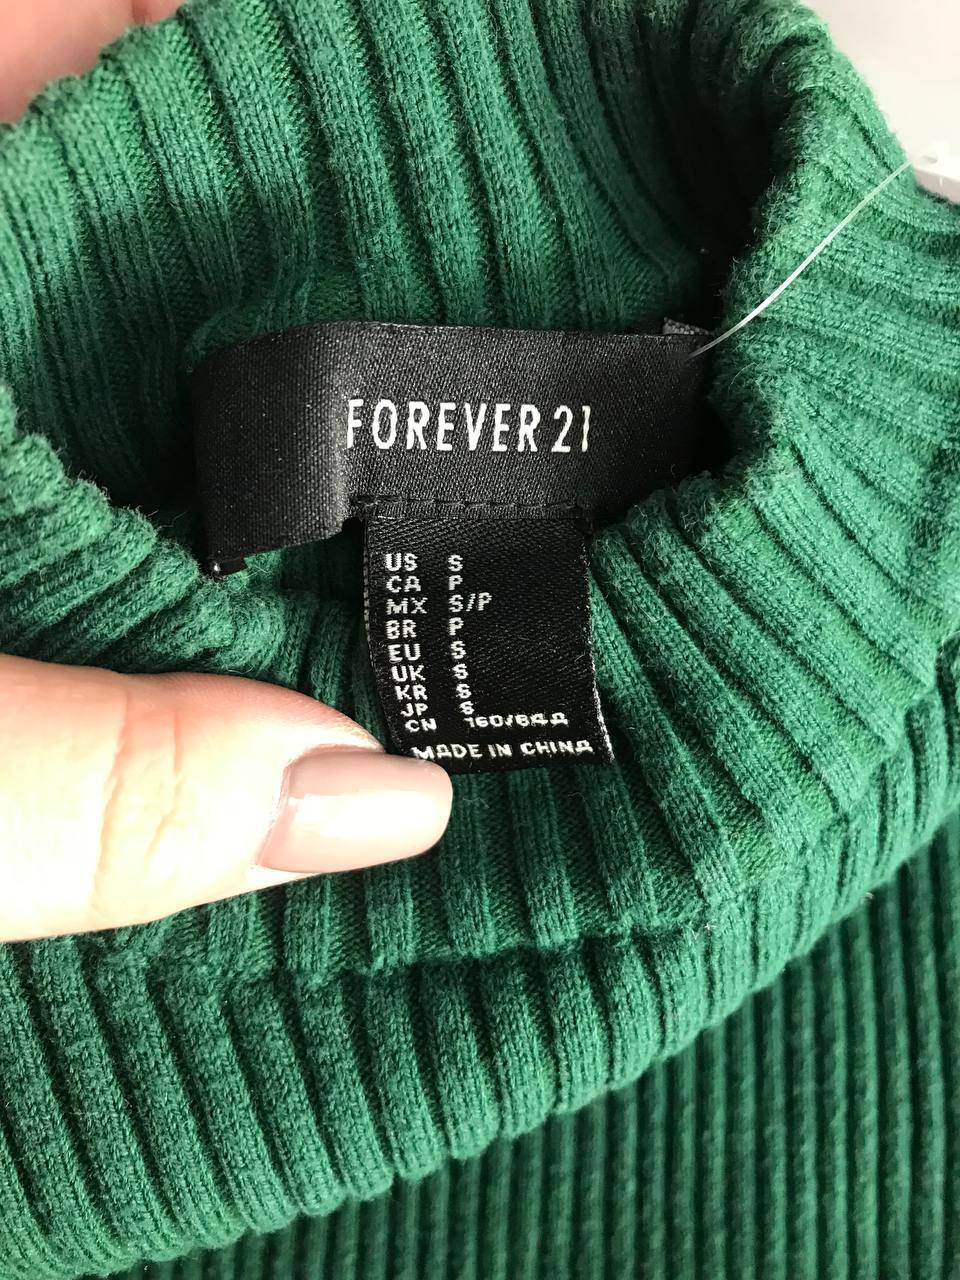 FOREVER 21
US S
CA P
MX S/P
BR P
EU S
UK S
KR S
JP S
CN 160/84A
MADE IN CHINA